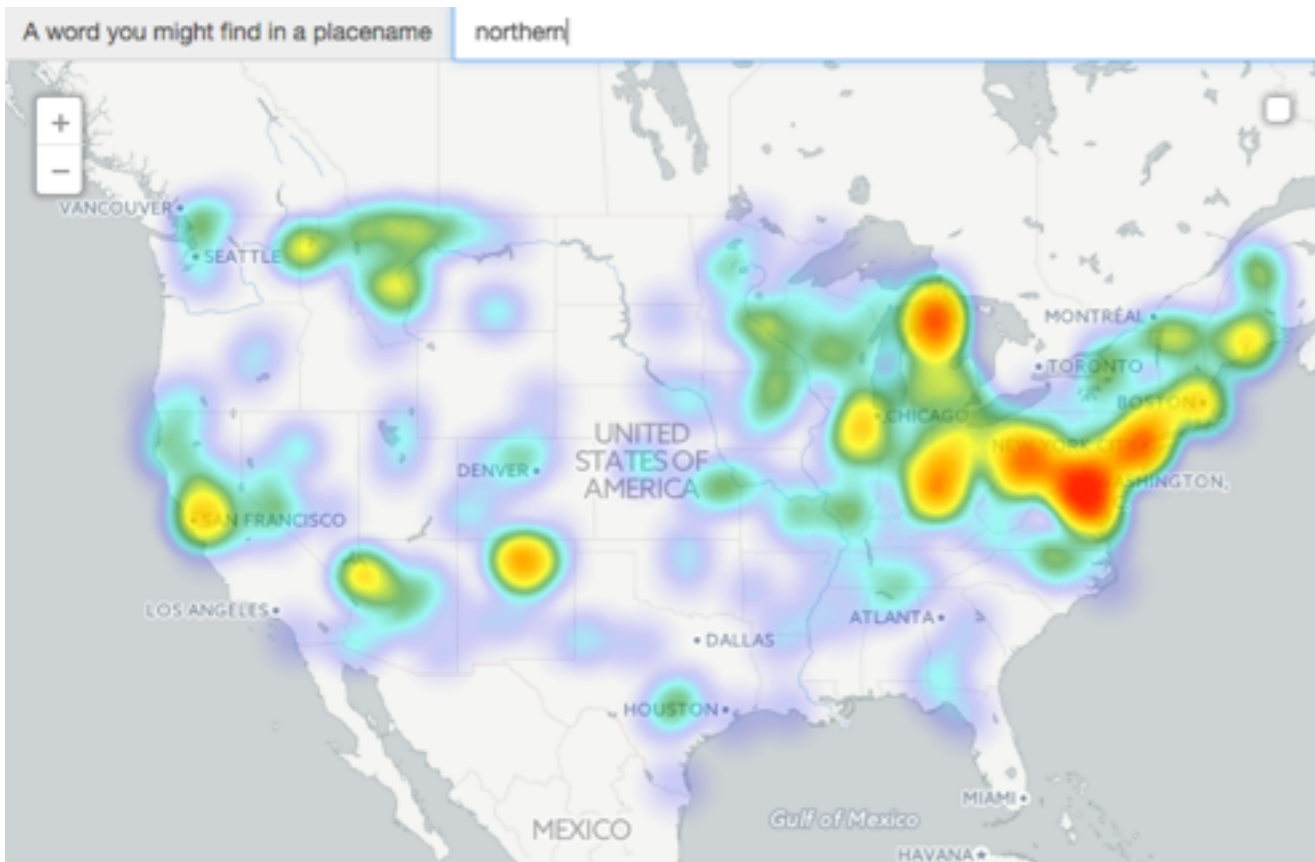 A word you might find in a placename
northern
+
−
VANCOUVER
SEATTLE
MONTRÉAL
TORONTO
BOSTON
CHICAGO
NEW YORK CITY
UNITED
STATES OF
AMERICA
DENVER
WASHINGTON,
SAN FRANCISCO
LOS ANGELES
ATLANTA
DALLAS
HOUSTON
MIAMI
Gulf of Mexico
MEXICO
HAVANA